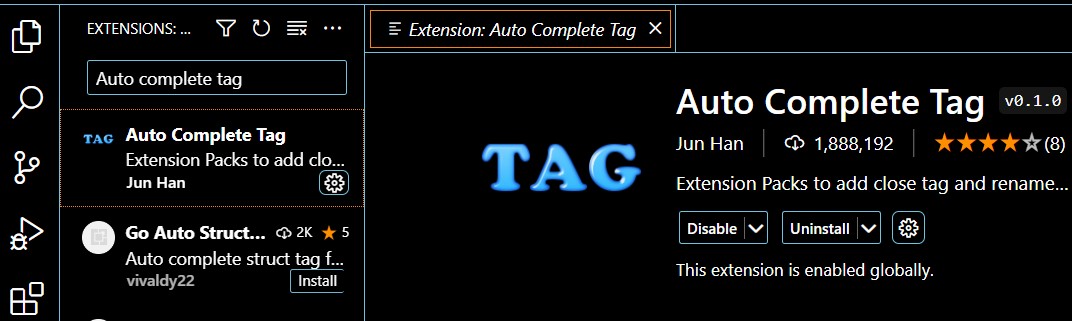 EXTENSIONS: ...
Auto complete tag
TAG
Auto Complete Tag
Extension Packs to add clo...
Jun Han
Go Auto Struct... 2K ★ 5
Auto complete struct tag f...
vivaldy22
Install
Extension: Auto Complete Tag
TAG
Auto Complete Tag v0.1.0
Jun Han 1,888,192 ★★★★☆(8)
Extension Packs to add close tag and rename...
Disable Uninstall
This extension is enabled globally.